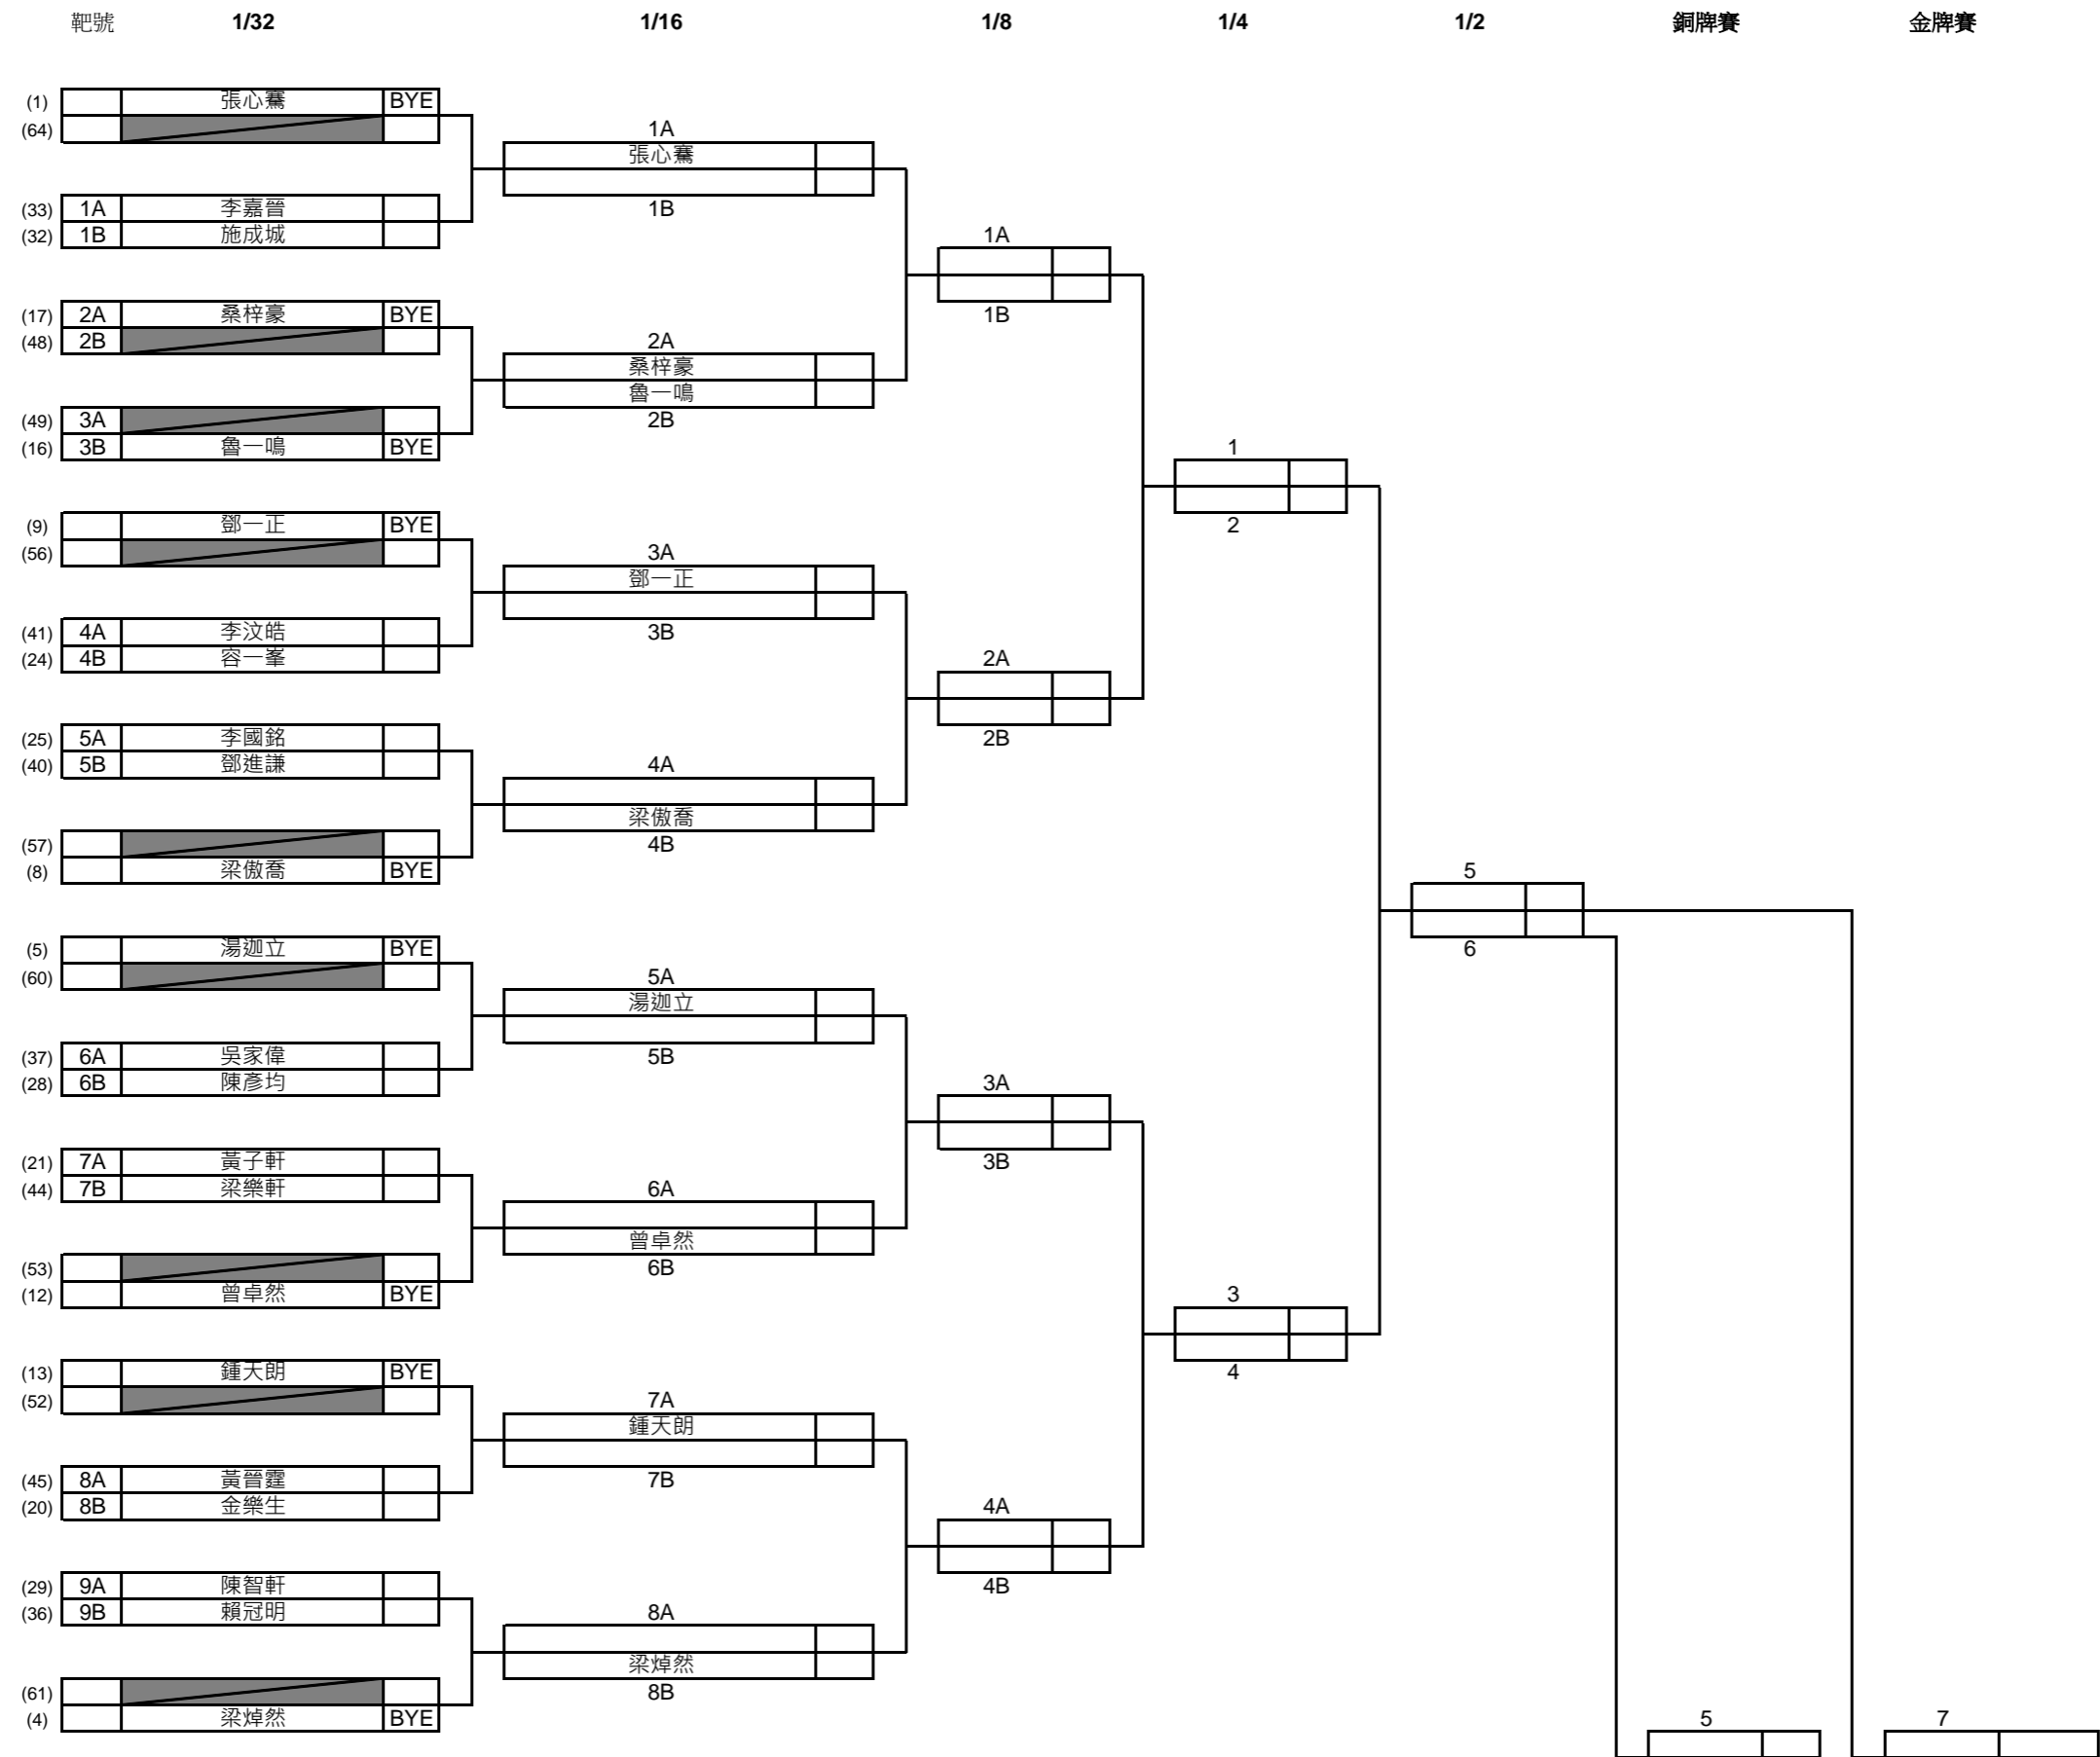 靶號 1/32 1/16 1/8 1/4 1/2 銅牌賽 金牌賽
(1) 張心騫 BYE
(64)
1A
張心騫
(33) 1A 李嘉晉
1B
(32) 1B 施成城
1A
(17) 2A 桑梓豪 BYE
1B
(48) 2B
2A
桑梓豪
魯一鳴
(49) 3A
2B
(16) 3B 魯一鳴 BYE
1
(9) 鄧一正 BYE
2
(56)
3A
鄧一正
(41) 4A 李汶皓
3B
(24) 4B 容一峯
2A
(25) 5A 李國銘
2B
(40) 5B 鄧進謙
4A
梁傲喬
(57)
4B
(8) 梁傲喬 BYE
5
(5) 湯迦立 BYE
6
(60)
5A
湯迦立
(37) 6A 吳家偉
5B
(28) 6B 陳彥均
3A
(21) 7A 黃子軒
3B
(44) 7B 梁樂軒
6A
曾卓然
(53)
6B
(12) 曾卓然 BYE
3
(13) 鍾天朗 BYE
4
(52)
7A
鍾天朗
(45) 8A 黃晉霆
7B
(20) 8B 金樂生
4A
(29) 9A 陳智軒
4B
(36) 9B 賴冠明
8A
梁焯然
(61)
8B
(4) 梁焯然 BYE
5 7